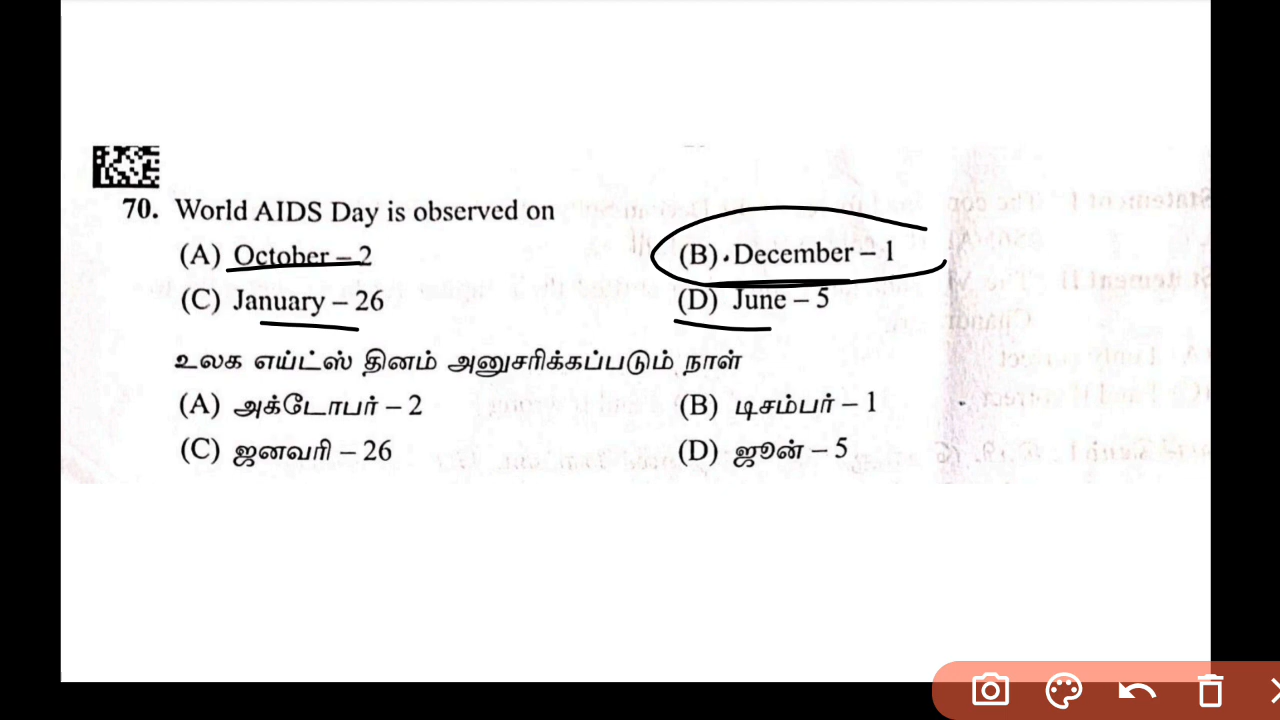 70. World AIDS Day is observed on
(A) October – 2 (B) December – 1
(C) January – 26 (D) June – 5
உலக எய்ட்ஸ் தினம் அனுசரிக்கப்படும் நாள்
(A) அக்டோபர் – 2 (B) டிசம்பர் – 1
(C) ஜனவரி – 26 (D) ஜூன் – 5